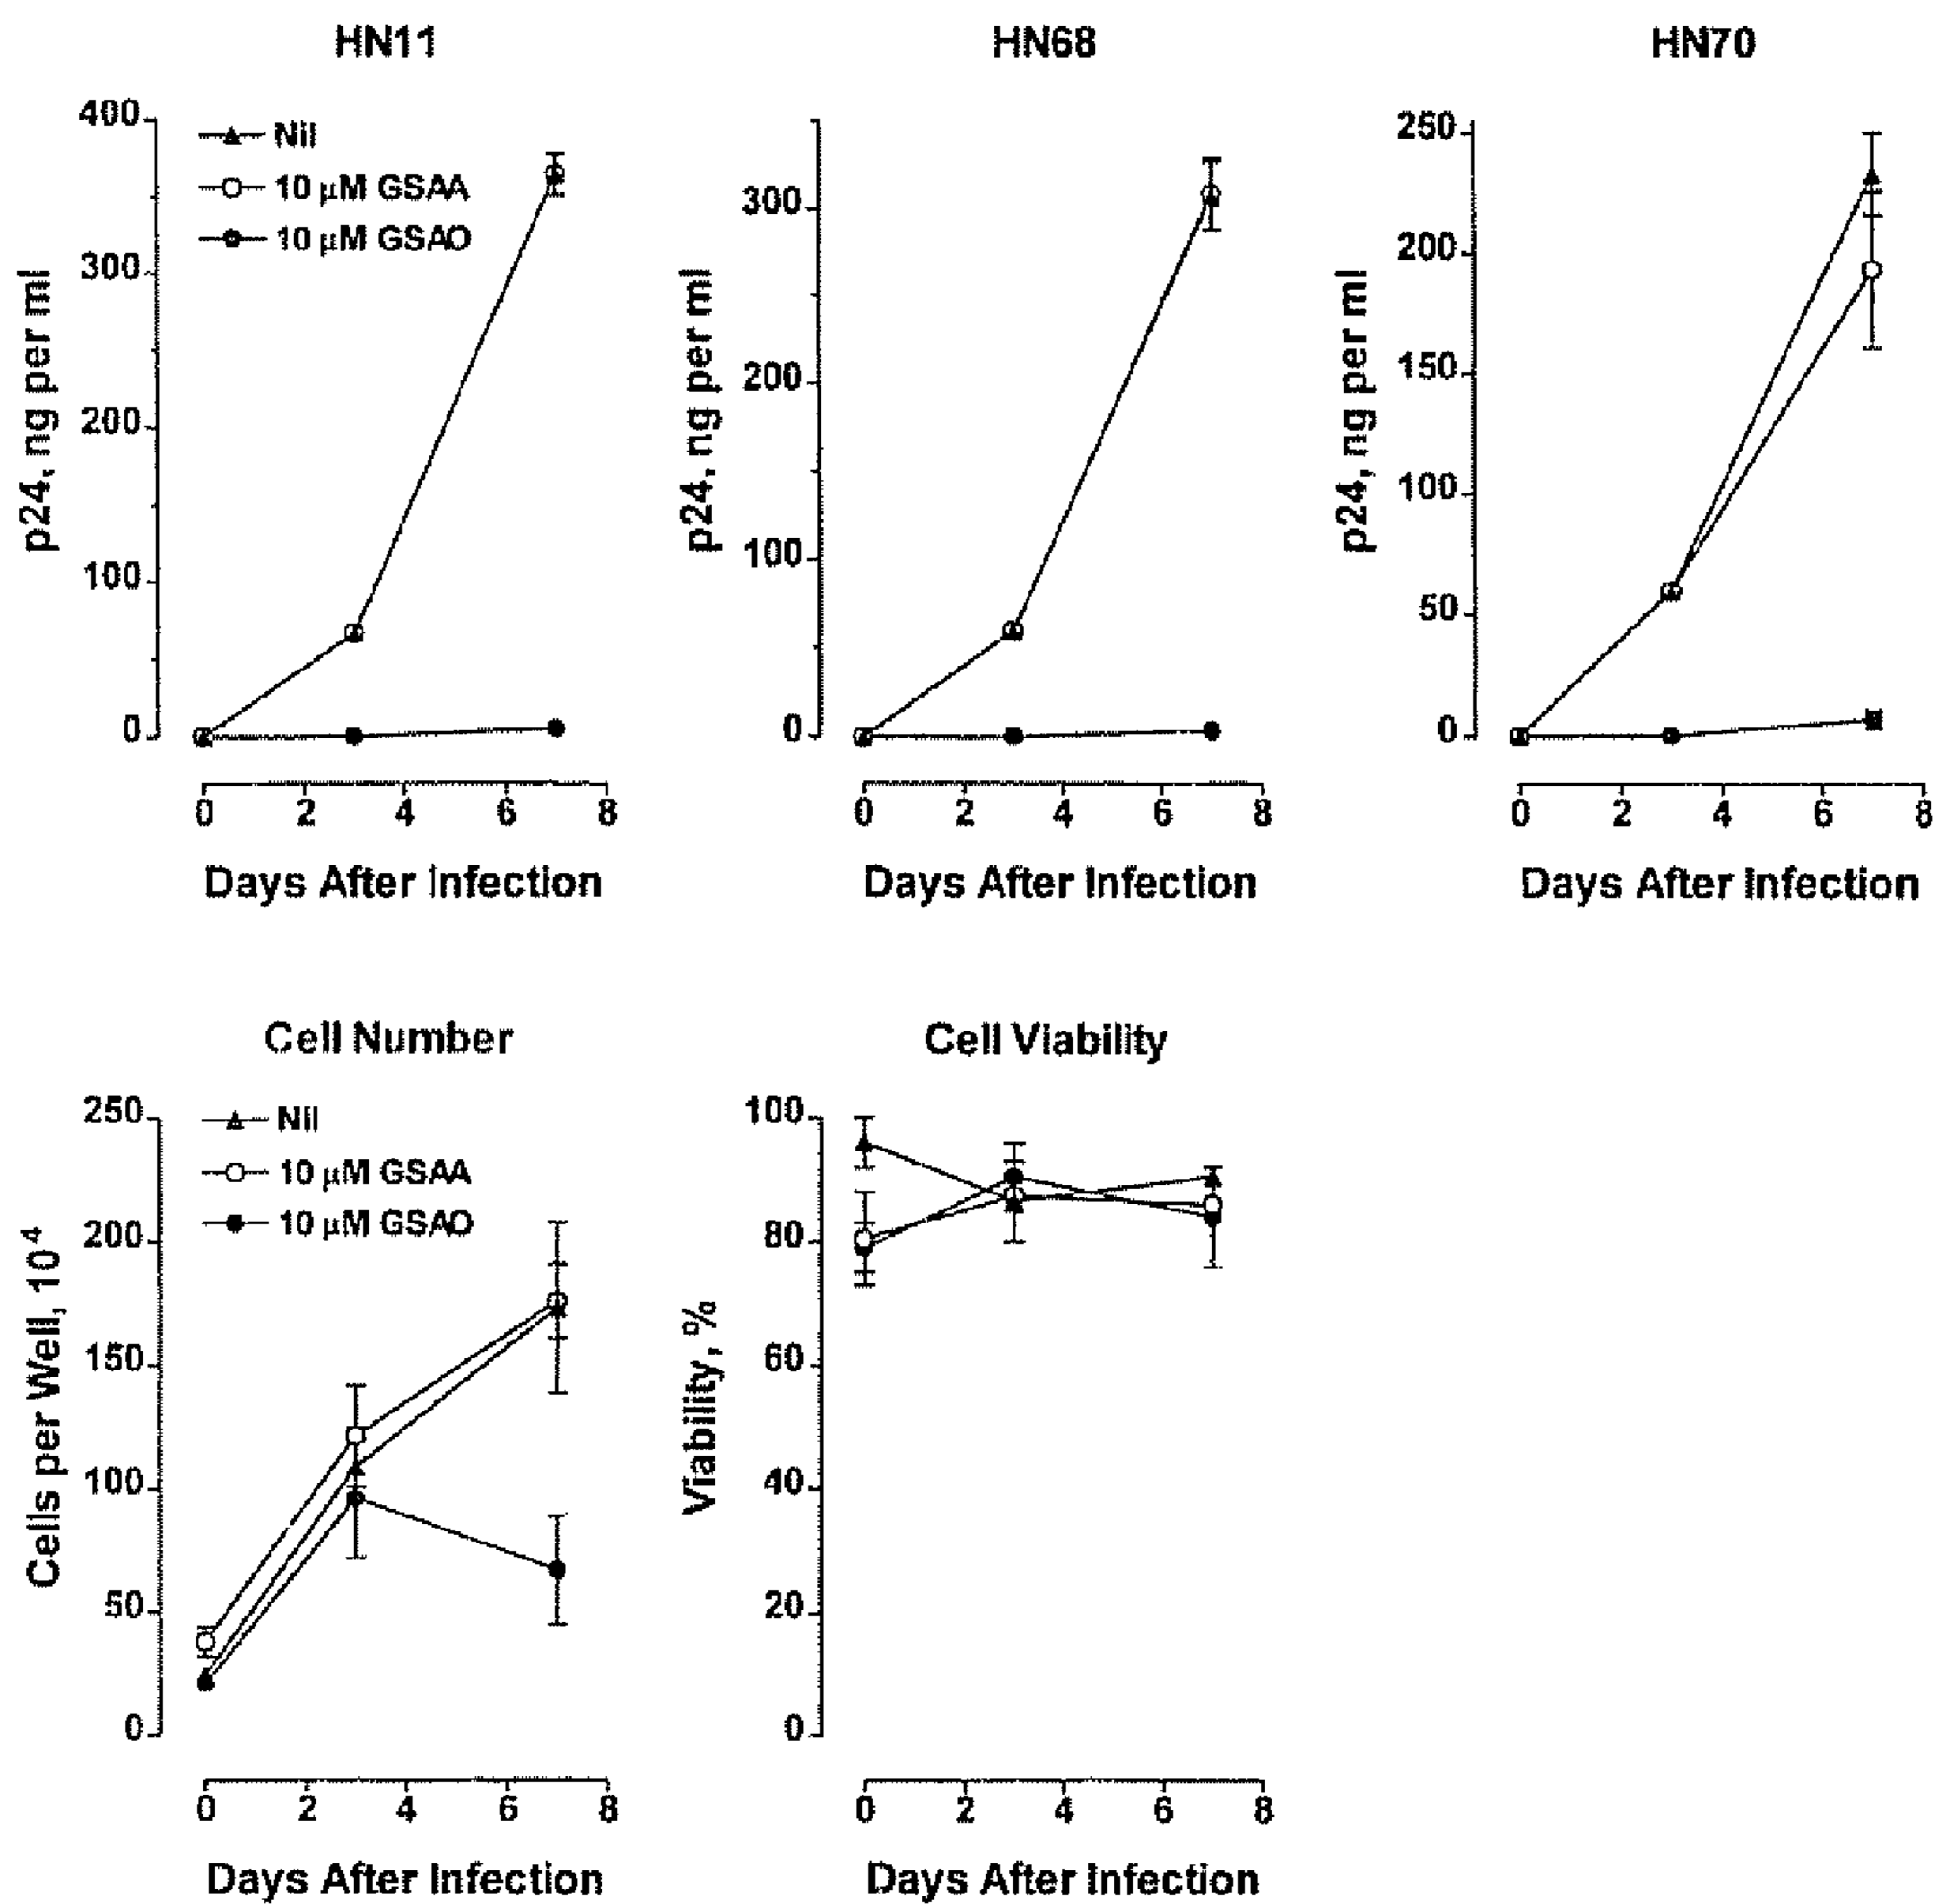 HN11
400
Nil
10 µM GSAA
10 µM GSAO
300
200
100
0
p24, ng per ml
0 2 4 6 8
Days After Infection
HN68
300
200
100
0
p24, ng per ml
0 2 4 6 8
Days After Infection
HN70
250
200
150
100
50
0
p24, ng per ml
0 2 4 6 8
Days After Infection
Cell Number
250
Nil
10 µM GSAA
10 µM GSAO
200
150
100
50
0
Cells per Well, 10⁴
0 2 4 6 8
Days After Infection
Cell Viability
100
80
60
40
20
0
Viability, %
0 2 4 6 8
Days After Infection